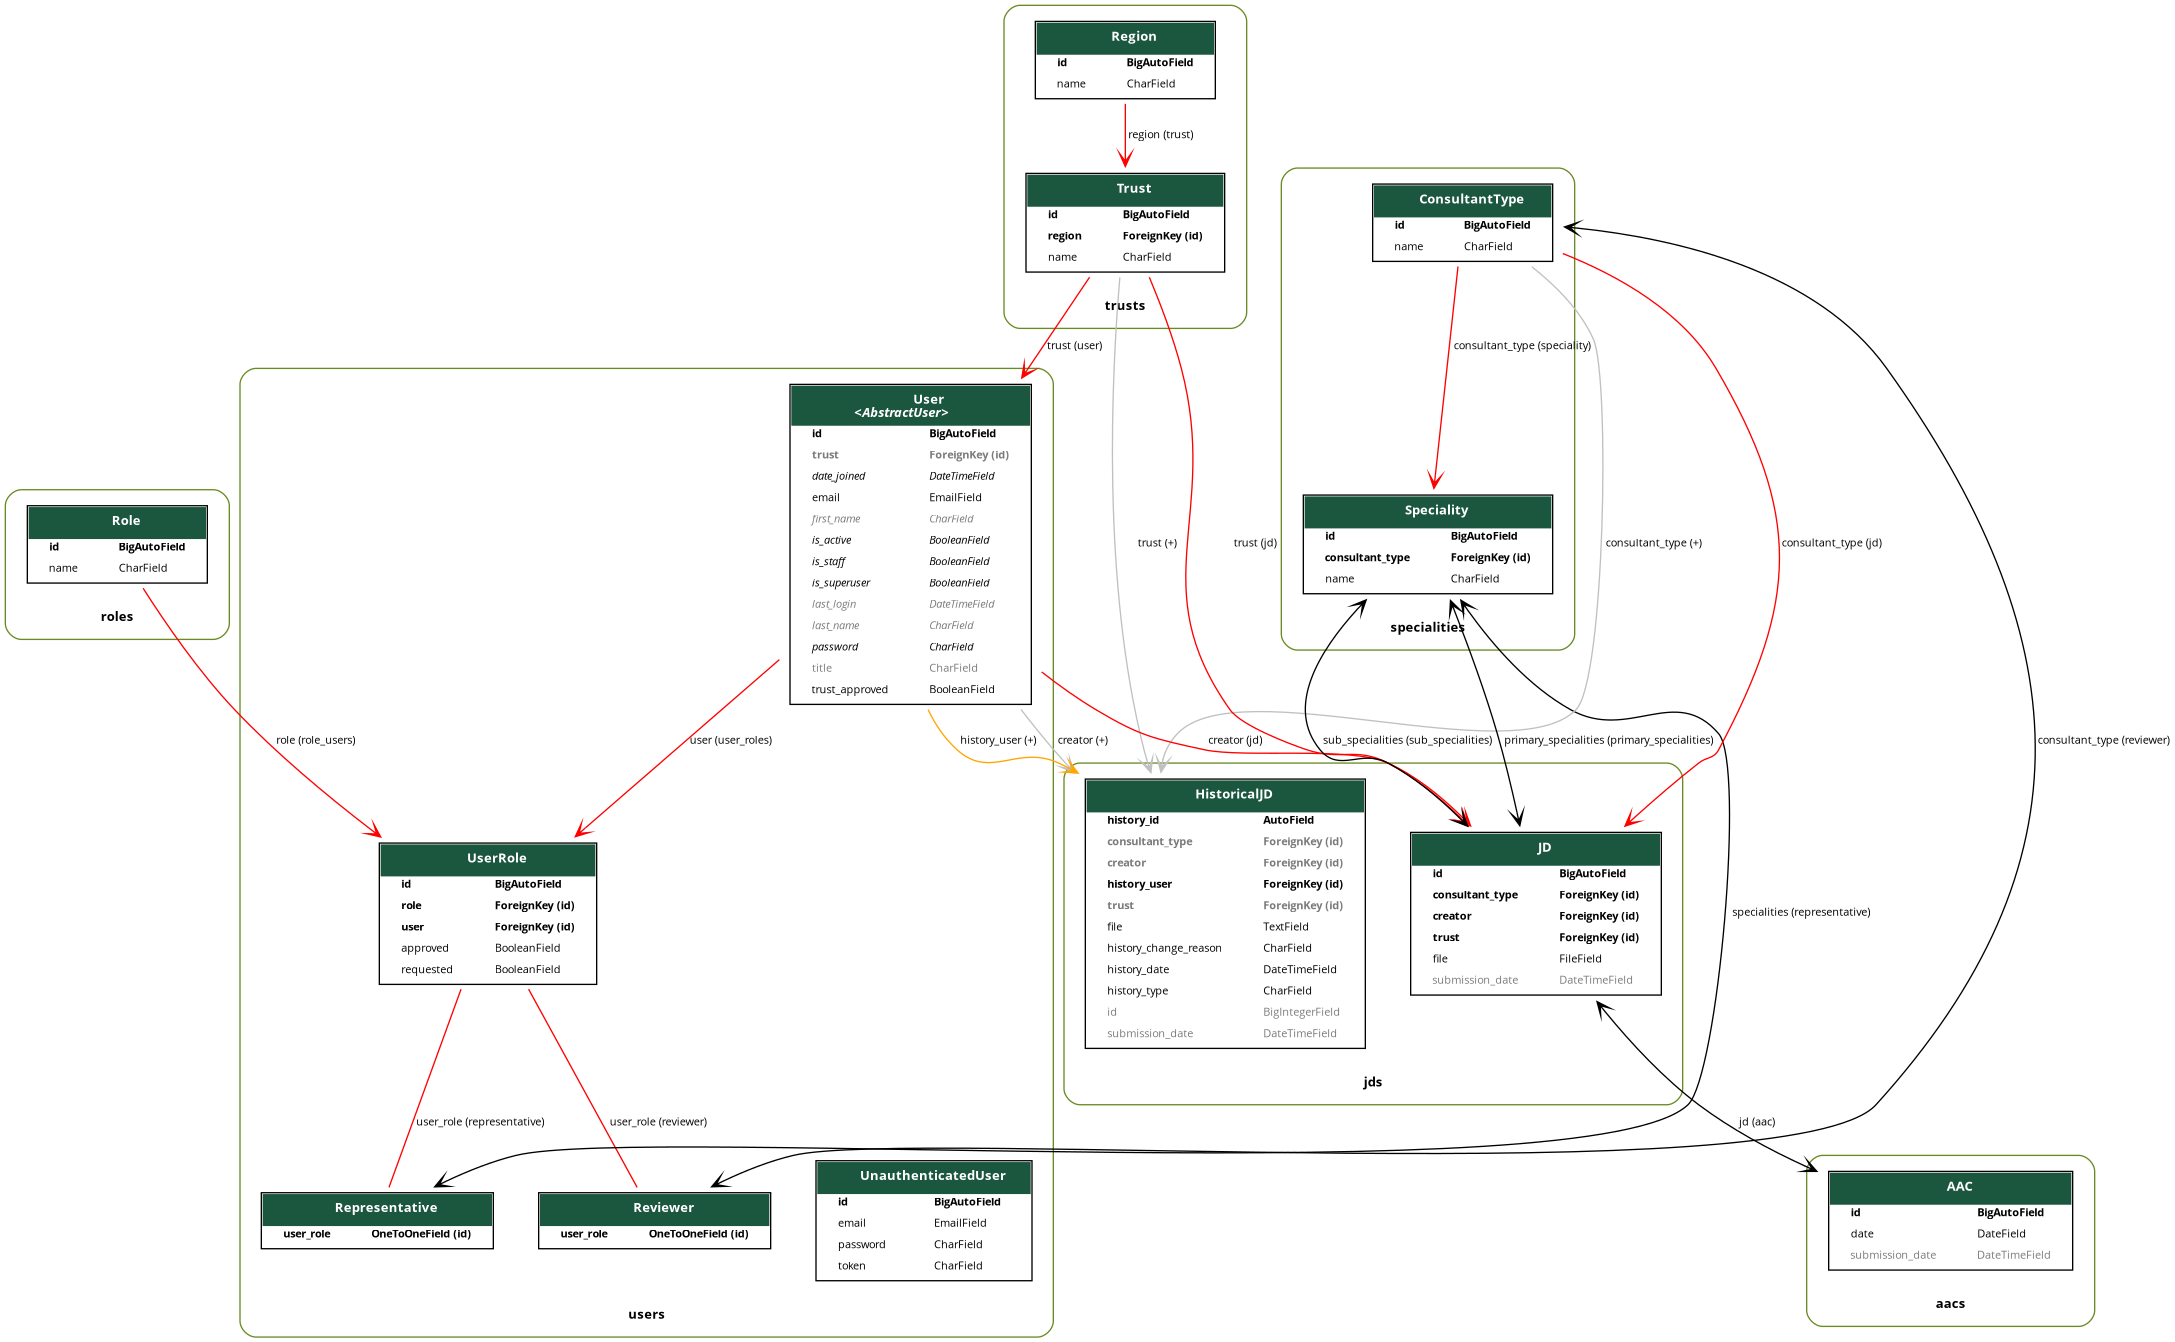 Region
id BigAutoField
name CharField
region (trust)
Trust
id BigAutoField
region ForeignKey (id)
name CharField
trusts
ConsultantType
id BigAutoField
name CharField
trust (user)
consultant_type (speciality)
User
<AbstractUser>
id BigAutoField
trust ForeignKey (id)
date_joined DateTimeField
email EmailField
first_name CharField
is_active BooleanField
is_staff BooleanField
is_superuser BooleanField
last_login DateTimeField
last_name CharField
password CharField
title CharField
trust_approved BooleanField
Role
id BigAutoField
name CharField
roles
trust (+)
trust (jd)
Speciality
id BigAutoField
consultant_type ForeignKey (id)
name CharField
specialities
consultant_type (+)
consultant_type (jd)
role (role_users)
user (user_roles)
history_user (+)
creator (+)
creator (jd)
sub_specialities (sub_specialities)
primary_specialities (primary_specialities)
consultant_type (reviewer)
UserRole
id BigAutoField
role ForeignKey (id)
user ForeignKey (id)
approved BooleanField
requested BooleanField
HistoricalJD
history_id AutoField
consultant_type ForeignKey (id)
creator ForeignKey (id)
history_user ForeignKey (id)
trust ForeignKey (id)
file TextField
history_change_reason CharField
history_date DateTimeField
history_type CharField
id BigIntegerField
submission_date DateTimeField
JD
id BigAutoField
consultant_type ForeignKey (id)
creator ForeignKey (id)
trust ForeignKey (id)
file FileField
submission_date DateTimeField
jds
specialities (representative)
user_role (representative)
user_role (reviewer)
jd (aac)
Representative
user_role OneToOneField (id)
Reviewer
user_role OneToOneField (id)
UnauthenticatedUser
id BigAutoField
email EmailField
password CharField
token CharField
users
AAC
id BigAutoField
date DateField
submission_date DateTimeField
aacs